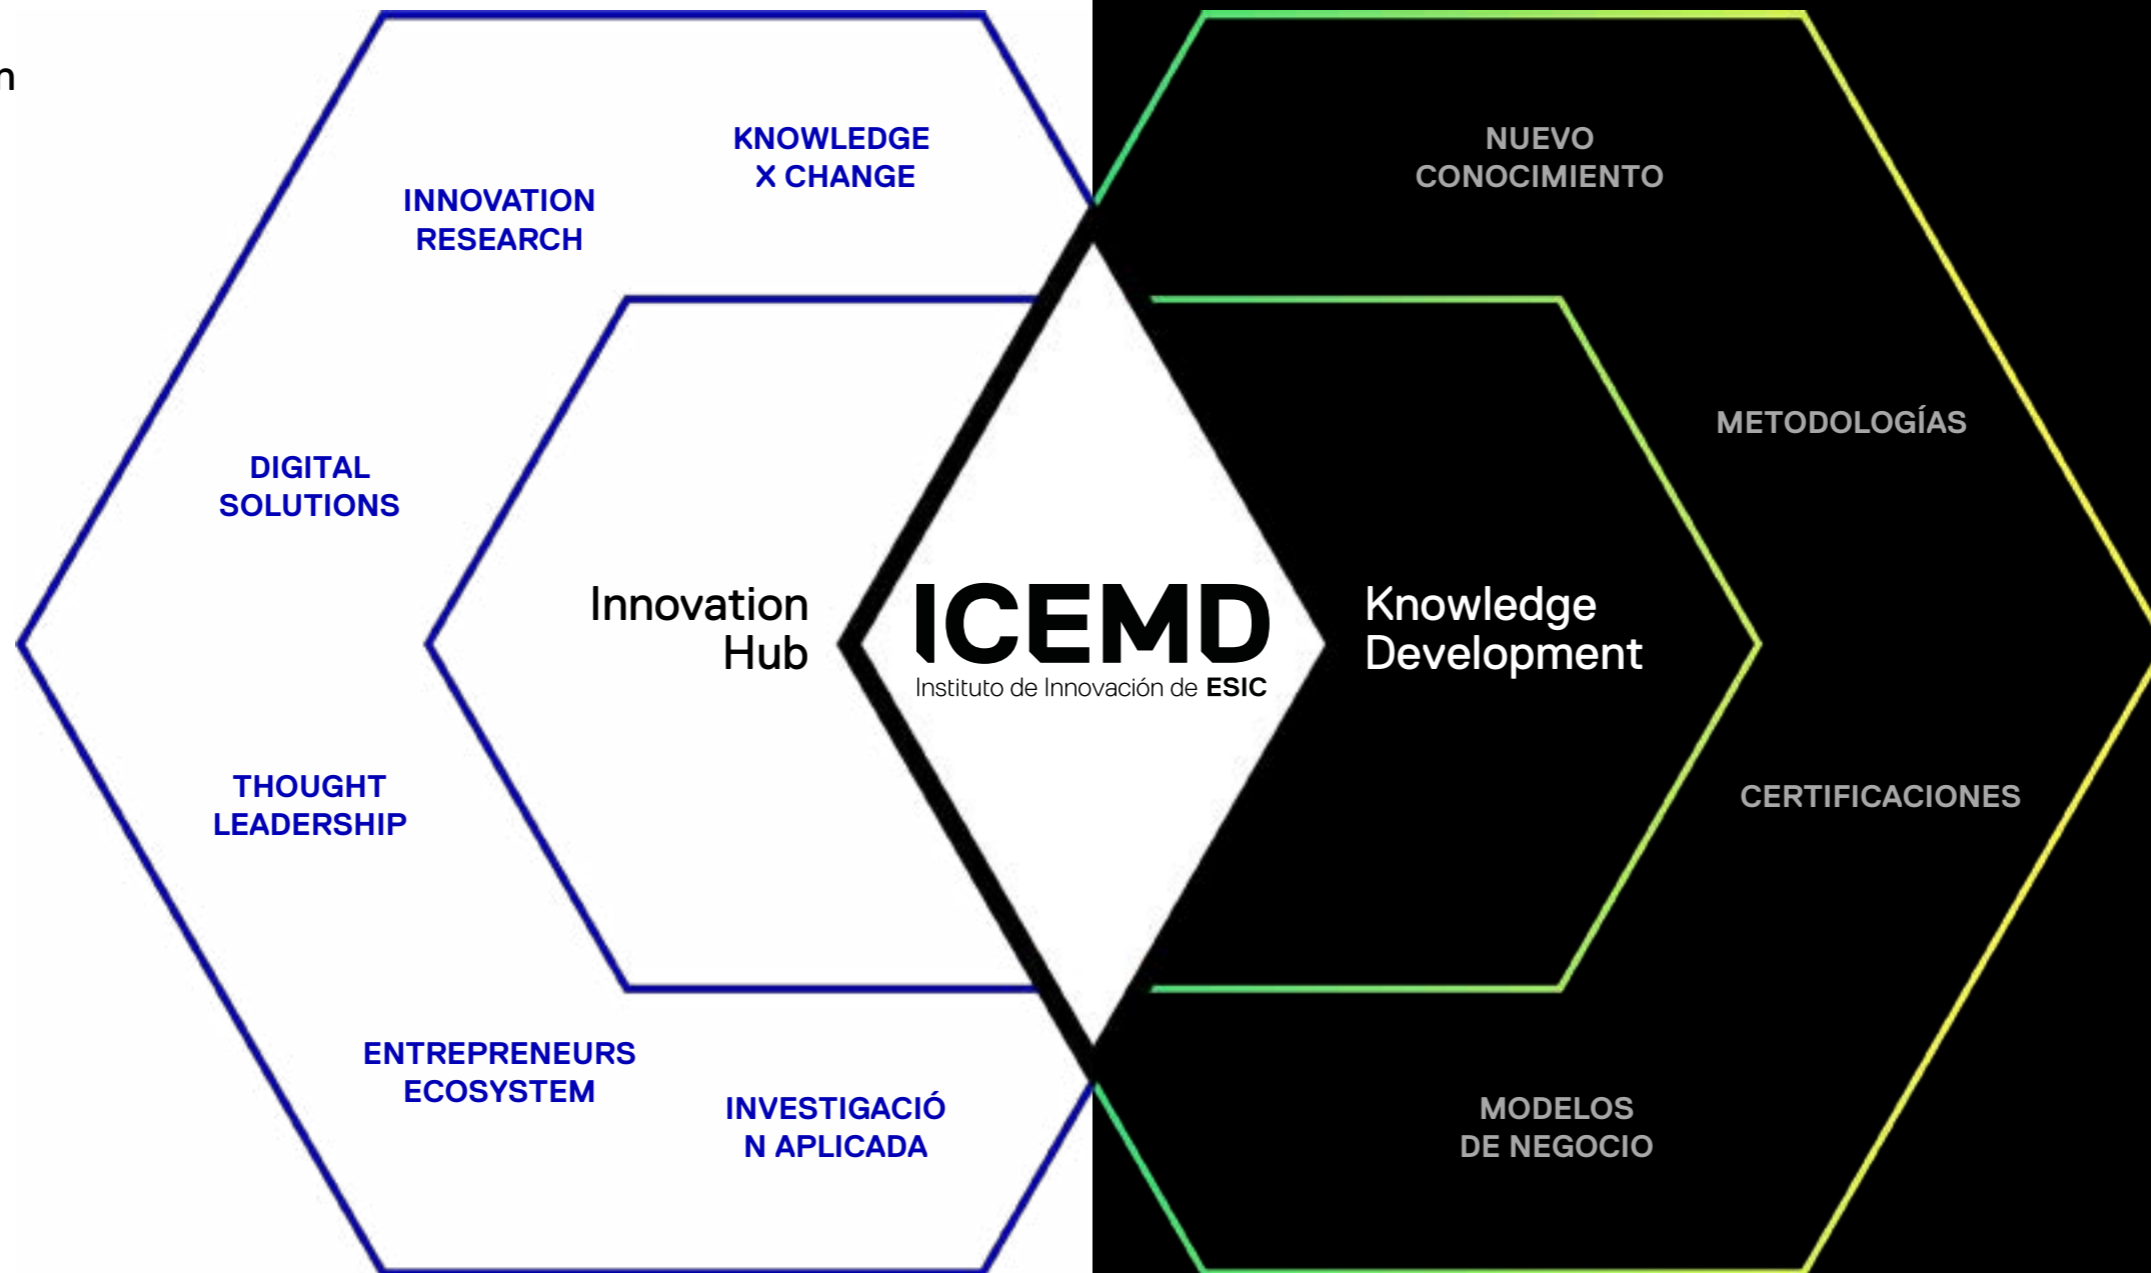 n
KNOWLEDGE
X CHANGE
INNOVATION
RESEARCH
DIGITAL
SOLUTIONS
THOUGHT
LEADERSHIP
ENTREPRENEURS
ECOSYSTEM
INVESTIGACIÓ
N APLICADA
Innovation
Hub
ICEMD
Instituto de Innovación de ESIC
Knowledge
Development
NUEVO
CONOCIMIENTO
METODOLOGÍAS
CERTIFICACIONES
MODELOS
DE NEGOCIO